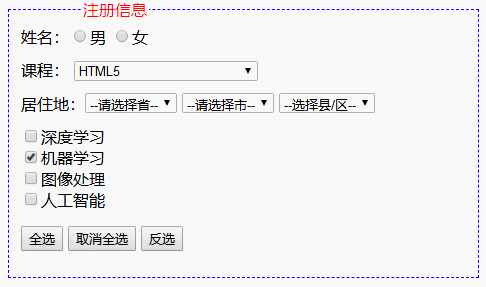 注册信息
姓名： 男 女
课程： HTML5
居住地： --请选择省-- --请选择市-- --选择县/区--
深度学习
机器学习
图像处理
人工智能
全选 取消全选 反选